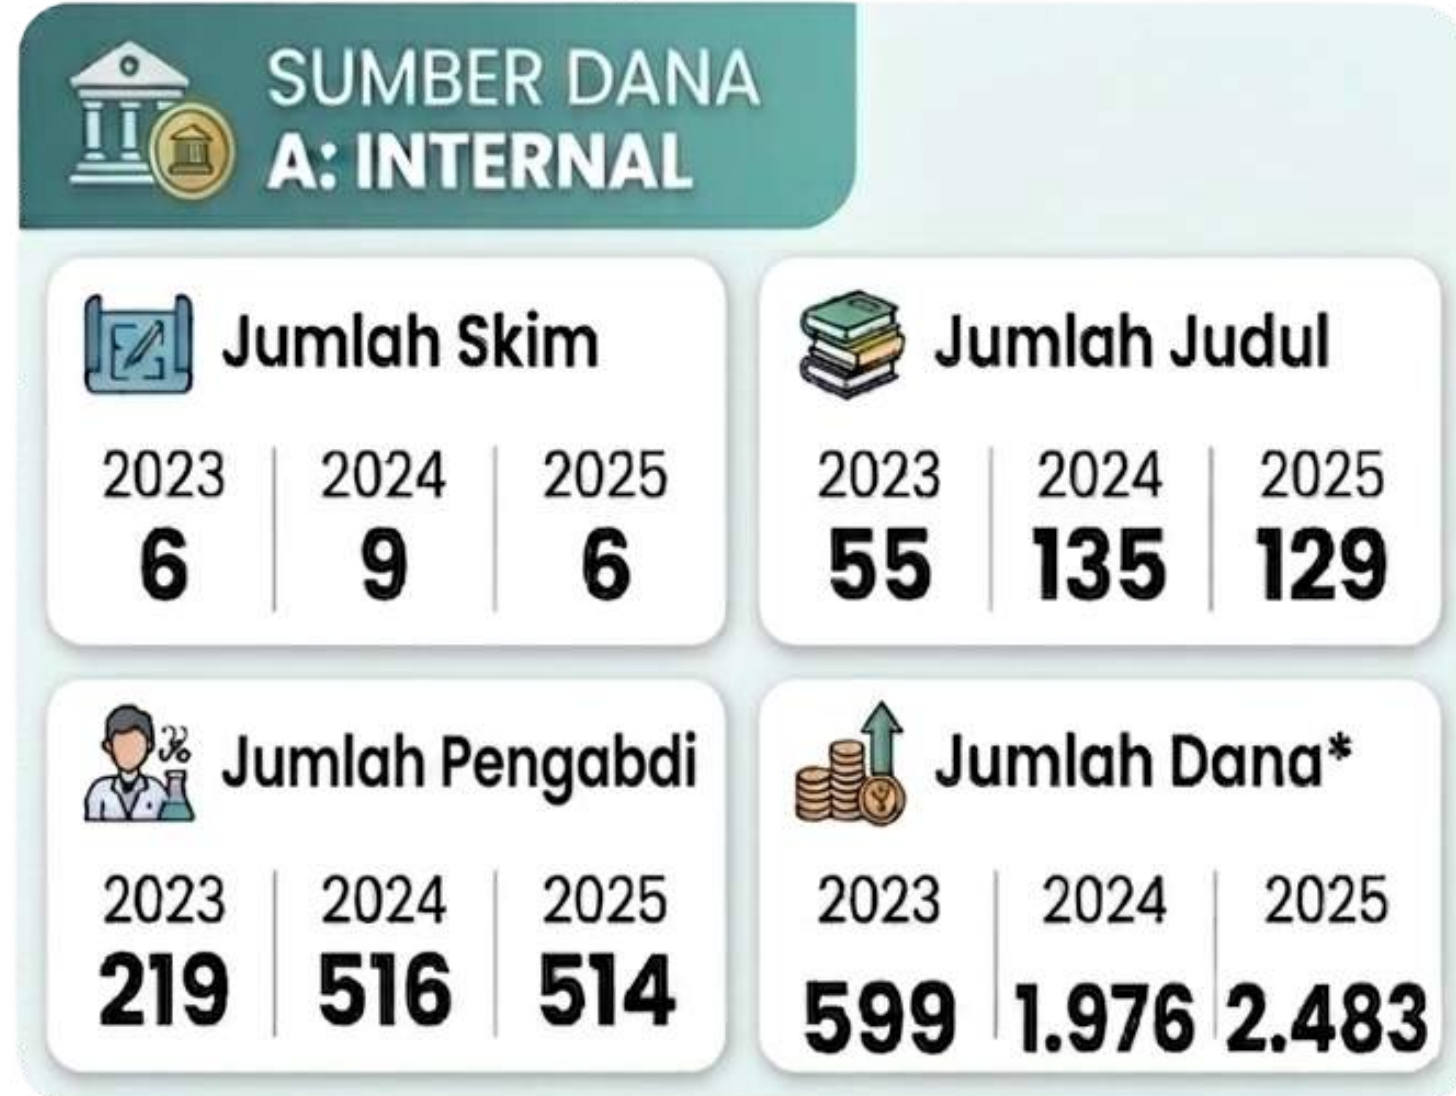 SUMBER DANA
A: INTERNAL
Jumlah Skim
2023 2024 2025
6 9 6
Jumlah Judul
2023 2024 2025
55 135 129
Jumlah Pengabdi
2023 2024 2025
219 516 514
Jumlah Dana*
2023 2024 2025
599 1.976 2.483